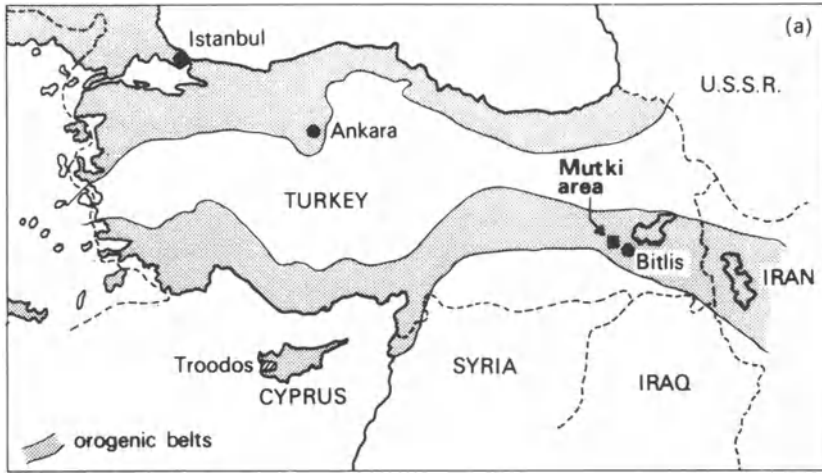 (a)
Istanbul
U.S.S.R.
Ankara
Mutki
area
TURKEY
Bitlis
IRAN
Troodos
CYPRUS
SYRIA
IRAQ
orogenic belts